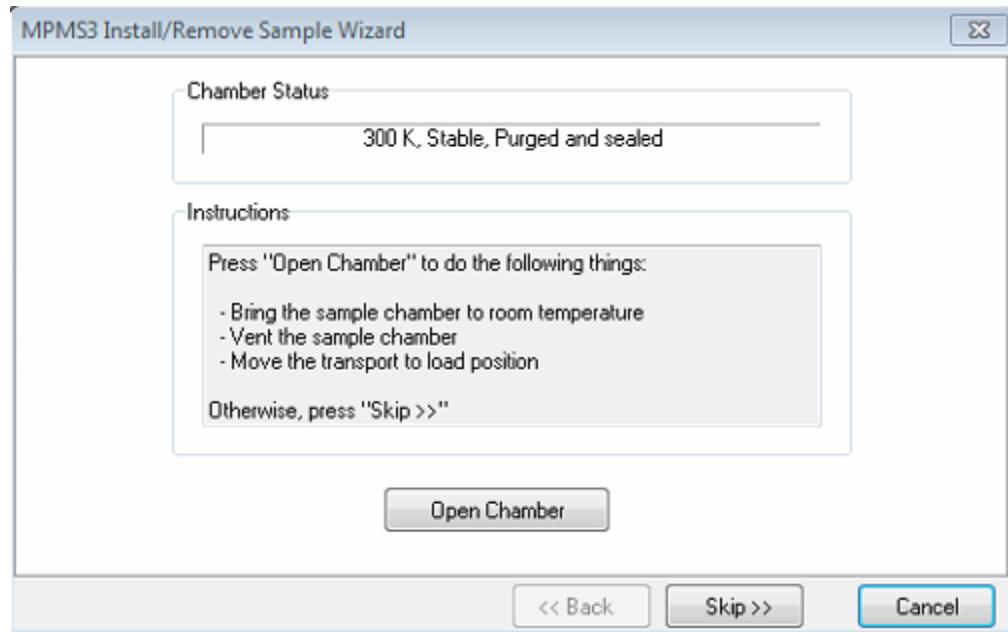 MPMS3 Install/Remove Sample Wizard
Chamber Status
300 K, Stable, Purged and sealed
Instructions
Press "Open Chamber" to do the following things:
- Bring the sample chamber to room temperature
- Vent the sample chamber
- Move the transport to load position
Otherwise, press "Skip >>"
Open Chamber
<< Back Skip >> Cancel